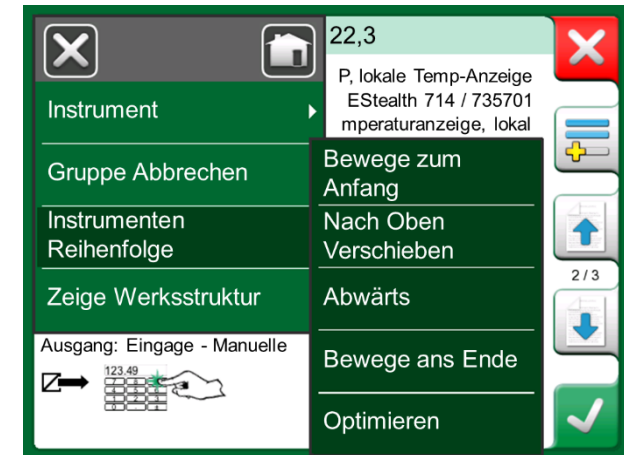 22,3
P, lokale Temp-Anzeige
EStealth 714 / 735701
mperaturanzeige, lokal
Instrument
Gruppe Abbrechen
Instrumenten
Reihenfolge
Zeige Werksstruktur
Bewege zum
Anfang
Nach Oben
Verschieben
Abwärts
Bewege ans Ende
Optimieren
2/3
Ausgang: Eingage - Manuelle
123.49